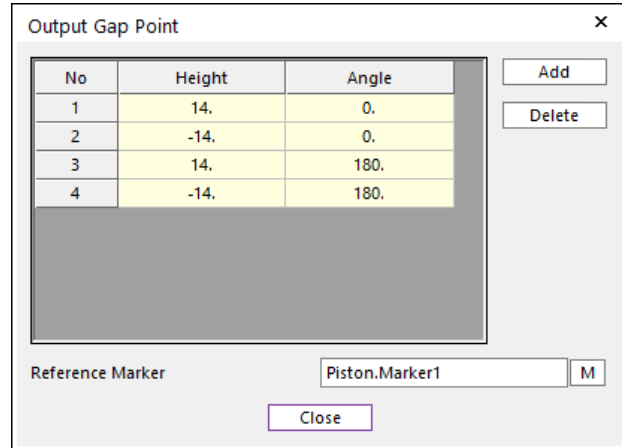 Output Gap Point ×
No Height Angle Add
1 14. 0.
2 -14. 0. Delete
3 14. 180.
4 -14. 180.
Reference Marker Piston.Marker1 M
Close